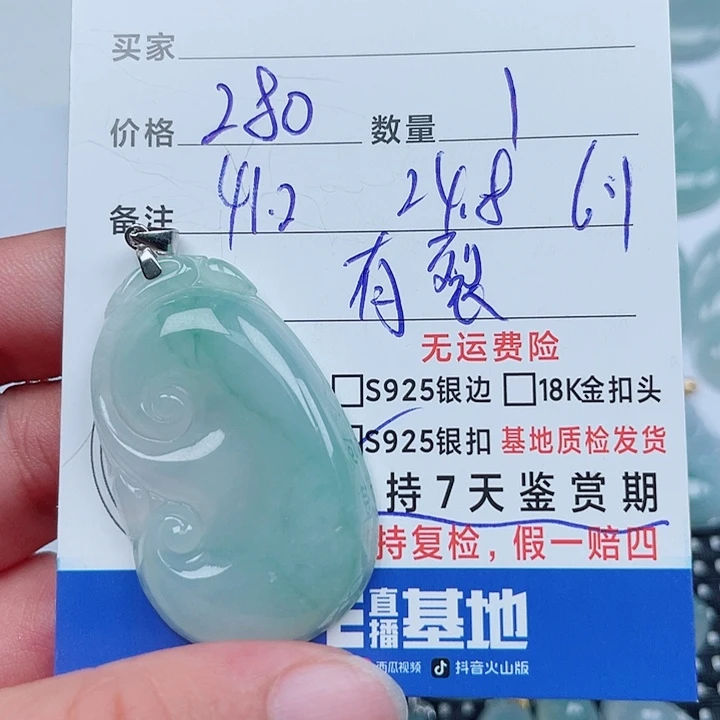 买家
价格 280 数量 1
备注 41.2 24.8 6.1
有裂
无运费险
S925银边 18K金扣头
S925银扣 基地质检发货
持7天鉴赏期
持复检，假一赔四
直播基地
西瓜视频 抖音火山版